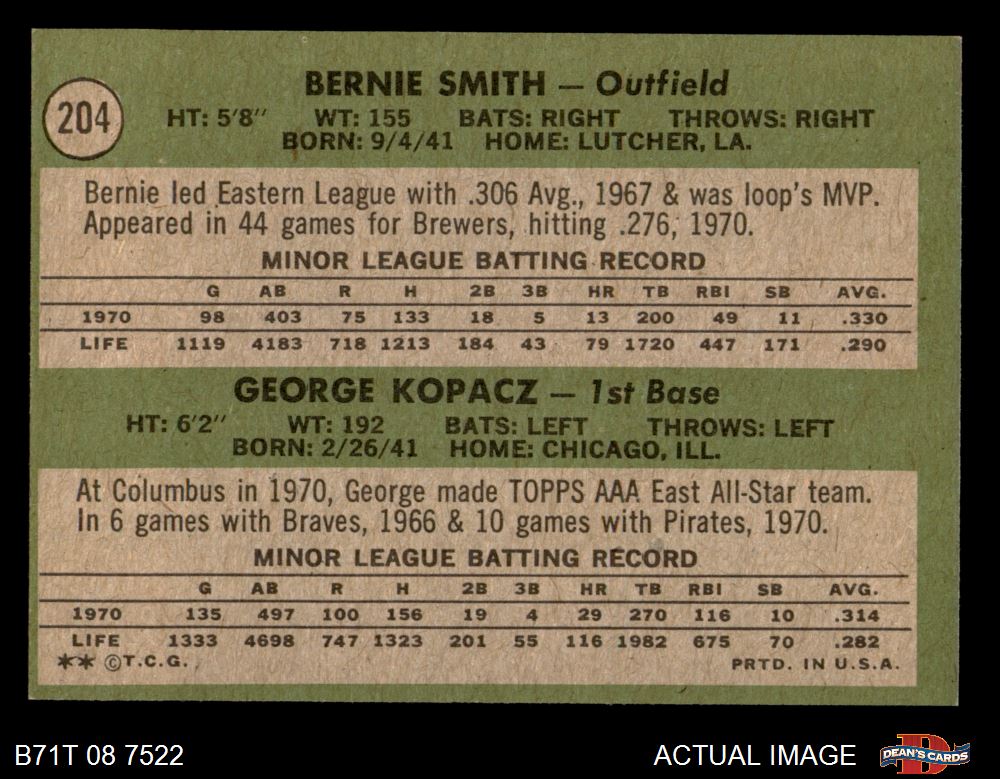 BERNIE SMITH — Outfield
204
HT: 5'8" WT: 155 BATS: RIGHT THROWS: RIGHT
BORN: 9/4/41 HOME: LUTCHER, LA.
Bernie led Eastern League with .306 Avg., 1967 & was loop's MVP.
Appeared in 44 games for Brewers, hitting .276, 1970.
MINOR LEAGUE BATTING RECORD
G AB R H 2B 3B HR TB RBI SB AVG.
1970 98 403 75 133 18 5 13 200 49 11 .330
LIFE 1119 4183 718 1213 184 43 79 1720 447 171 .290
GEORGE KOPACZ — 1st Base
HT: 6'2" WT: 192 BATS: LEFT THROWS: LEFT
BORN: 2/26/41 HOME: CHICAGO, ILL.
At Columbus in 1970, George made TOPPS AAA East All-Star team.
In 6 games with Braves, 1966 & 10 games with Pirates, 1970.
MINOR LEAGUE BATTING RECORD
G AB R H 2B 3B HR TB RBI SB AVG.
1970 135 497 100 156 19 4 29 270 116 10 .314
LIFE 1333 4698 747 1323 201 55 116 1982 675 70 .282
** ©T.C.G. PRTD. IN U.S.A.
B71T 08 7522 ACTUAL IMAGE DEAN'S CARDS